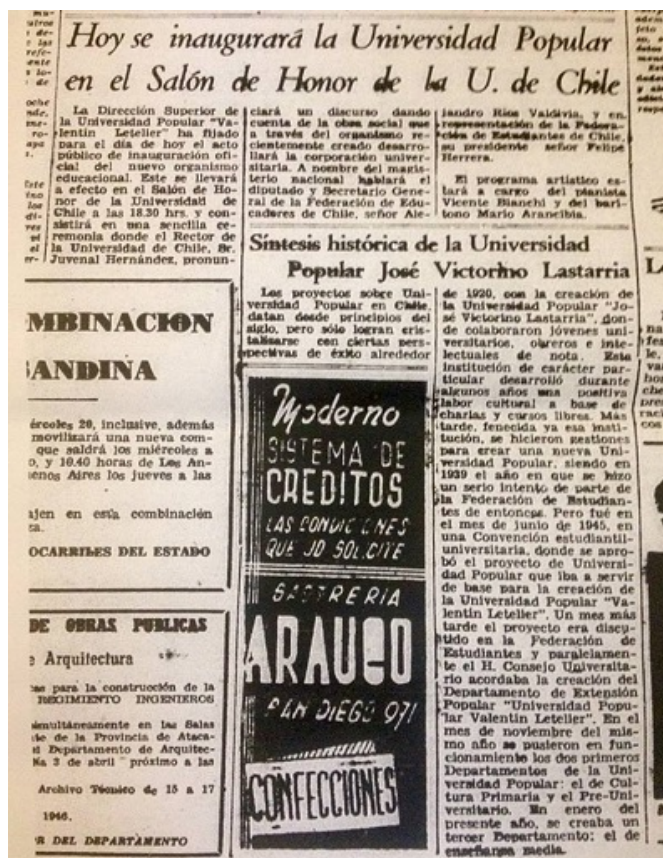 Hoy se inaugurará la Universidad Popular
en el Salón de Honor de la U. de Chile
La Dirección Superior de
la Universidad Popular "Va-
lentin Letelier" ha fijado
para el día de hoy el acto
público de inauguración ofi-
cial del nuevo organismo
educacional. Este se llevará
a efecto en el Salón de Ho-
nor de la Universidad de
Chile a las 18.30 hrs. y con-
sistirá en una sencilla ce-
remonia donde el Rector de
la Universidad de Chile, Sr.
Juvenal Hernández, pronun-
ciará un discurso dando
cuenta de la obra social que
a través del organismo re-
cientemente creado desarro-
llará la corporación univer-
sitaria. A nombre del magis-
terio nacional hablará el
diputado y Secretario Gene-
ral de la Federación de Edu-
cadores de Chile, señor Ale-
jandro Ríos Valdivia, y en
representación de la Federa-
ción de Estudiantes de Chile,
su presidente señor Felipe
Herrera.
El programa artístico es-
tará a cargo del pianista
Vicente Bianchi y del barí-
tono Mario Arancibia.
Síntesis histórica de la Universidad
Popular José Victorino Lastarria
Los proyectos sobre Uni-
versidad Popular en Chile,
datan desde principios del
siglo, pero sólo logran cris-
talizarse con ciertas pers-
pectivas de éxito alrededor
de 1920, con la creación de
la Universidad Popular "Jo-
sé Victorino Lastarria", don-
de colaboraron jóvenes uni-
versitarios, obreros e inte-
lectuales de nota. Esta
institución de carácter par-
ticular desarrolló durante
algunos años una positiva
labor cultural a base de
charlas y cursos libres. Más
tarde, fenecida ya esa insti-
tución, se hicieron gestiones
para crear una nueva Uni-
versidad Popular, siendo en
1939 el año en que se hizo
un serio intento de parte de
la Federación de Estudian-
tes de entonces. Pero fué en
el mes de junio de 1945, en
una Convención estudiantil-
universitaria, donde se apro-
bó el proyecto de Universi-
dad Popular que iba a servir
de base para la creación de
la Universidad Popular "Va-
lentin Letelier". Un mes más
tarde el proyecto era discu-
tido en la Federación de
Estudiantes y paralelamen-
te el H. Consejo Universita-
rio acordaba la creación del
Departamento de Extensión
Popular "Universidad Popu-
lar Valentin Letelier". En el
mes de noviembre del mis-
mo año se pusieron en fun-
cionamiento los dos primeros
Departamentos de la Uni-
versidad Popular: el de Cul-
tura Primaria y el Pre-Uni-
versitario. En enero del
presente año, se creaba un
tercer Departamento: el de
enseñanza media.
MBINACION
ANDINA
iércoles 20, inclusive, además
movilizará una nueva com-
que saldrá los miércoles a
o, y 10.40 horas de Los An-
enos Aires los jueves a las
ajen en esta combinación
sa.
OCARRILES DEL ESTADO
DE OBRAS PUBLICAS
e Arquitectura
as para la construcción de la
REGIMIENTO INGENIEROS
simultáneamente en las Salas
de la Provincia de Ataca-
el Departamento de Arquitec-
día 3 de abril próximo a las
Archivo Técnico de 15 a 17
1946.
R DEL DEPARTAMENTO
Moderno
SISTEMA DE
CREDITOS
LAS CONDICIONES
QUE UD SOLICITE
SASTRERIA
ARAUCO
SAN DIEGO 971
CONFECCIONES